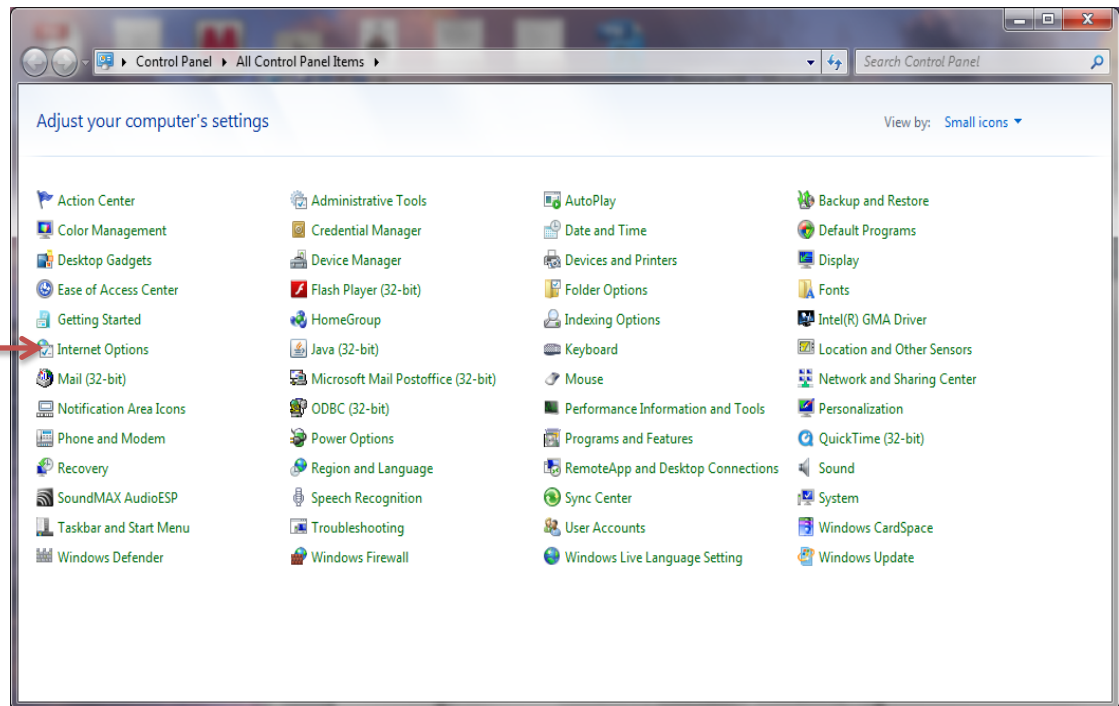 Control Panel All Control Panel Items Search Control Panel
Adjust your computer's settings View by: Small icons
Action Center Administrative Tools AutoPlay Backup and Restore
Color Management Credential Manager Date and Time Default Programs
Desktop Gadgets Device Manager Devices and Printers Display
Ease of Access Center Flash Player (32-bit) Folder Options Fonts
Getting Started HomeGroup Indexing Options Intel(R) GMA Driver
Internet Options Java (32-bit) Keyboard Location and Other Sensors
Mail (32-bit) Microsoft Mail Postoffice (32-bit) Mouse Network and Sharing Center
Notification Area Icons ODBC (32-bit) Performance Information and Tools Personalization
Phone and Modem Power Options Programs and Features QuickTime (32-bit)
Recovery Region and Language RemoteApp and Desktop Connections Sound
SoundMAX AudioESP Speech Recognition Sync Center System
Taskbar and Start Menu Troubleshooting User Accounts Windows CardSpace
Windows Defender Windows Firewall Windows Live Language Setting Windows Update